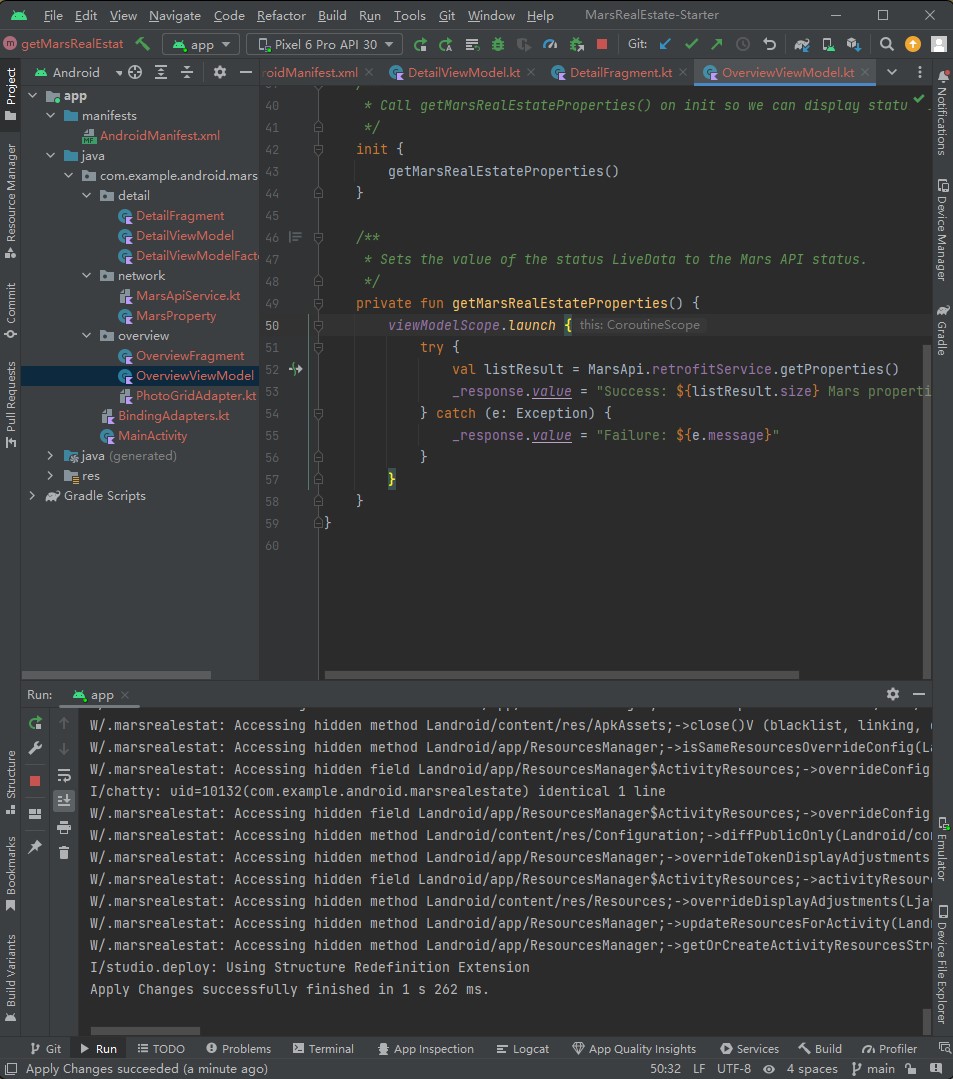 File Edit View Navigate Code Refactor Build Run Tools Git Window Help MarsRealEstate-Starter
getMarsRealEstat app Pixel 6 Pro API 30 Git:
Project
Resource Manager
Commit
Pull Requests
Structure
Bookmarks
Build Variants
Android
app
manifests
AndroidManifest.xml
java
com.example.android.mars
detail
DetailFragment
DetailViewModel
DetailViewModelFact
network
MarsApiService.kt
MarsProperty
overview
OverviewFragment
OverviewViewModel
PhotoGridAdapter.kt
BindingAdapters.kt
MainActivity
java (generated)
res
Gradle Scripts
roidManifest.xml DetailViewModel.kt DetailFragment.kt OverviewViewModel.kt
40 * Call getMarsRealEstateProperties() on init so we can display statu
41 */
42 init {
43 getMarsRealEstateProperties()
44 }
45
46 /**
47 * Sets the value of the status LiveData to the Mars API status.
48 */
49 private fun getMarsRealEstateProperties() {
50 viewModelScope.launch { this: CoroutineScope
51 try {
52 val listResult = MarsApi.retrofitService.getProperties()
53 _response.value = "Success: ${listResult.size} Mars properti
54 } catch (e: Exception) {
55 _response.value = "Failure: ${e.message}"
56 }
57 }
58 }
59 }
60
Notifications
Device Manager
Gradle
Emulator
Device File Explorer
Run: app
W/.marsrealestat: Accessing hidden method Landroid/content/res/ApkAssets;->close()V (blacklist, linking,
W/.marsrealestat: Accessing hidden method Landroid/app/ResourcesManager;->isSameResourcesOverrideConfig(La
W/.marsrealestat: Accessing hidden field Landroid/app/ResourcesManager$ActivityResources;->overrideConfig
I/chatty: uid=10132(com.example.android.marsrealestate) identical 1 line
W/.marsrealestat: Accessing hidden field Landroid/app/ResourcesManager$ActivityResources;->overrideConfig
W/.marsrealestat: Accessing hidden method Landroid/content/res/Configuration;->diffPublicOnly(Landroid/co
W/.marsrealestat: Accessing hidden method Landroid/app/ResourcesManager;->overrideTokenDisplayAdjustments
W/.marsrealestat: Accessing hidden field Landroid/app/ResourcesManager$ActivityResources;->activityResour
W/.marsrealestat: Accessing hidden method Landroid/content/res/Resources;->overrideDisplayAdjustments(Ljav
W/.marsrealestat: Accessing hidden method Landroid/app/ResourcesManager;->updateResourcesForActivity(Land
W/.marsrealestat: Accessing hidden method Landroid/app/ResourcesManager;->getOrCreateActivityResourcesStr
I/studio.deploy: Using Structure Redefinition Extension
Apply Changes successfully finished in 1 s 262 ms.
Git Run TODO Problems Terminal App Inspection Logcat App Quality Insights Services Build Profiler
Apply Changes succeeded (a minute ago) 50:32 LF UTF-8 4 spaces main